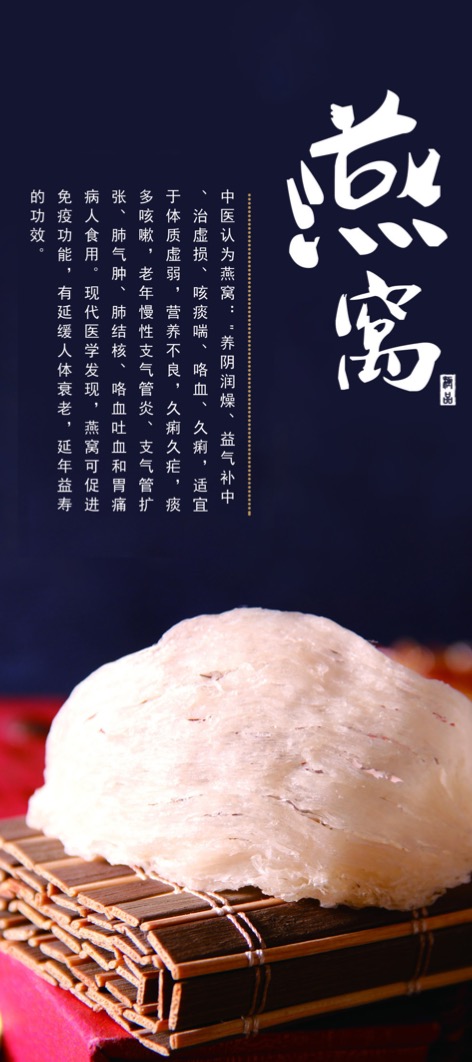 燕窝
中医认为燕窝："养阴润燥、益气补中
、治虚损、咳痰喘、咯血、久痢，适宜
于体质虚弱，营养不良，久痢久疟，痰
多咳嗽，老年慢性支气管炎、支气管扩
张、肺气肿、肺结核、咯血吐血和胃痛
病人食用。现代医学发现，燕窝可促进
免疫功能，有延缓人体衰老，延年益寿
的功效。